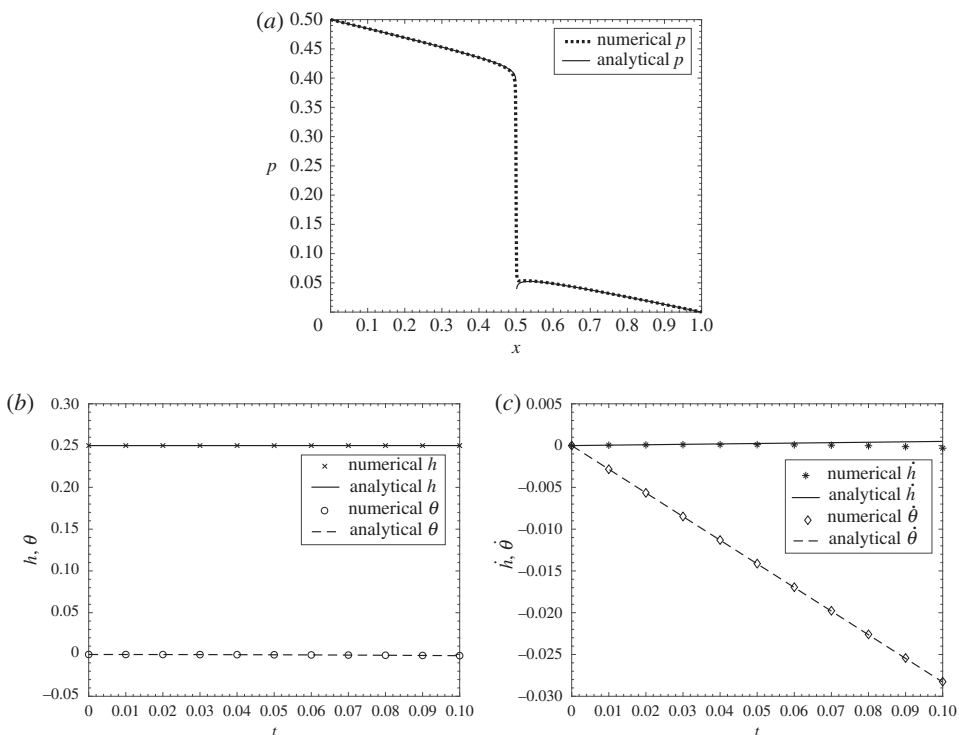 (a)
0.50
0.45
0.40
0.35
0.30
0.25
0.20
0.15
0.10
0.05
p
numerical p
analytical p
0 0.1 0.2 0.3 0.4 0.5 0.6 0.7 0.8 0.9 1.0
x
(b)
0.30
0.25
0.20
0.15
0.10
0.05
0
−0.05
h, θ
numerical h
analytical h
numerical θ
analytical θ
0 0.01 0.02 0.03 0.04 0.05 0.06 0.07 0.08 0.09 0.10
t
(c)
0.005
0
−0.005
−0.010
−0.015
−0.020
−0.025
−0.030
ḣ, θ̇
numerical ḣ
analytical ḣ
numerical θ̇
analytical θ̇
0 0.01 0.02 0.03 0.04 0.05 0.06 0.07 0.08 0.09 0.10
t